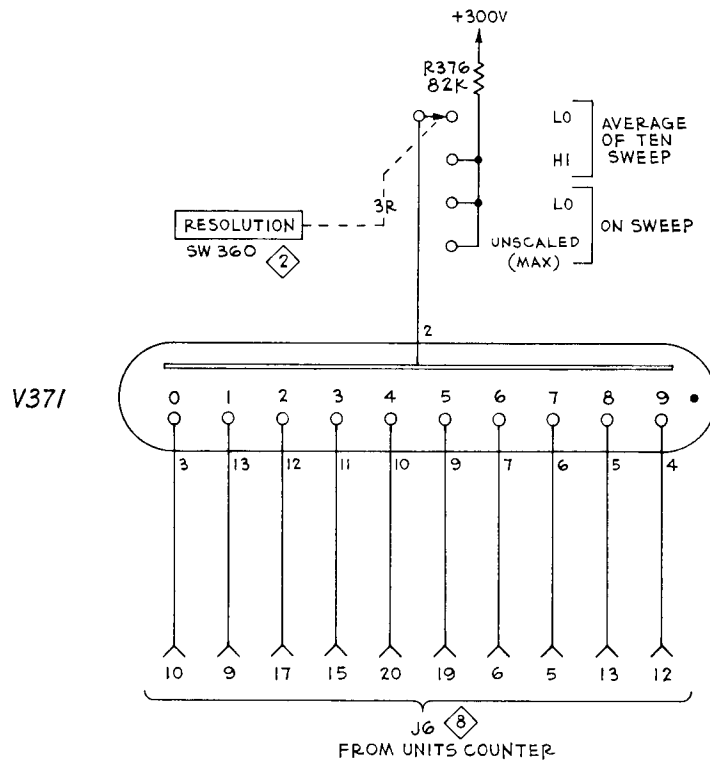 +300V
R376
82K
LO
HI
AVERAGE
OF TEN
SWEEP
LO
UNSCALED
(MAX)
ON SWEEP
3R
RESOLUTION
SW 360
2
2
V371
0 1 2 3 4 5 6 7 8 9
3 13 12 11 10 9 7 6 5 4
10 9 17 15 20 19 6 5 13 12
J6 8
FROM UNITS COUNTER